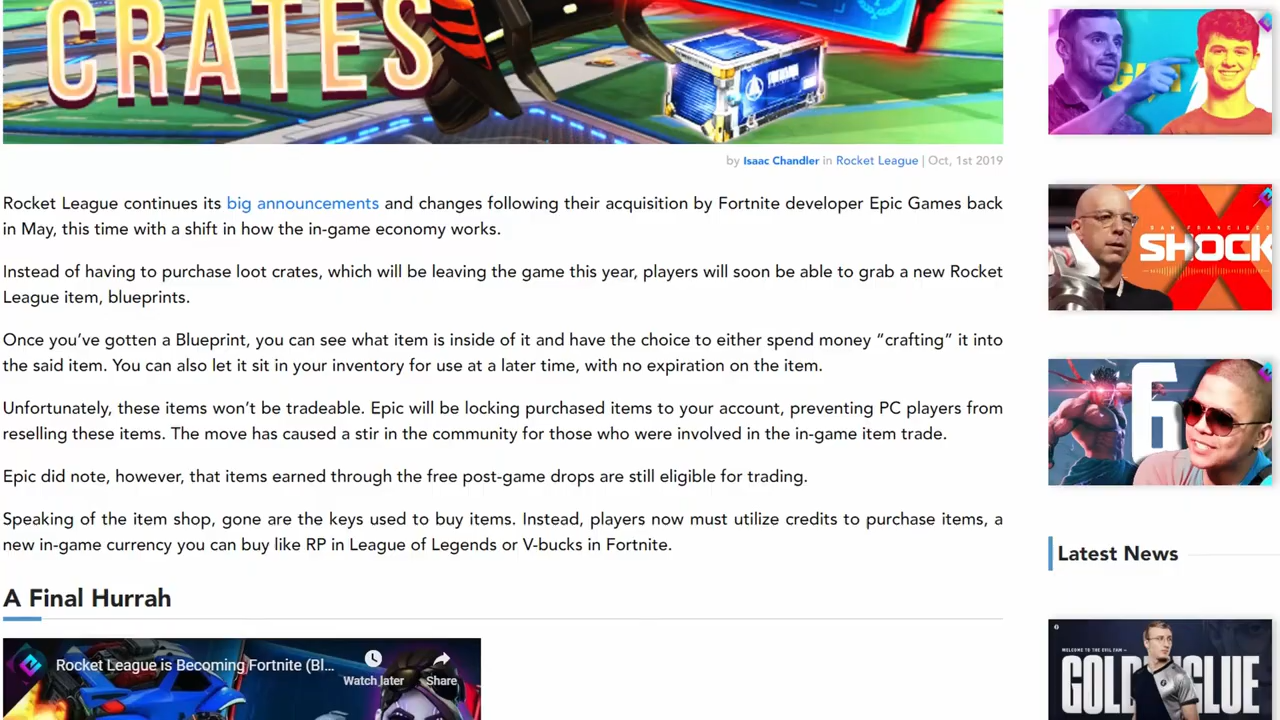 CRATES
by Isaac Chandler in Rocket League | Oct, 1st 2019
Rocket League continues its big announcements and changes following their acquisition by Fortnite developer Epic Games back
in May, this time with a shift in how the in-game economy works.
Instead of having to purchase loot crates, which will be leaving the game this year, players will soon be able to grab a new Rocket
League item, blueprints.
Once you’ve gotten a Blueprint, you can see what item is inside of it and have the choice to either spend money “crafting” it into
the said item. You can also let it sit in your inventory for use at a later time, with no expiration on the item.
Unfortunately, these items won’t be tradeable. Epic will be locking purchased items to your account, preventing PC players from
reselling these items. The move has caused a stir in the community for those who were involved in the in-game item trade.
Epic did note, however, that items earned through the free post-game drops are still eligible for trading.
Speaking of the item shop, gone are the keys used to buy items. Instead, players now must utilize credits to purchase items, a
new in-game currency you can buy like RP in League of Legends or V-bucks in Fortnite.
A Final Hurrah
Rocket League is Becoming Fortnite (Bl...
Watch later
Share
SAN FRANCISCO
SHOCK
6
Latest News
WELCOME TO THE EVIL FAM